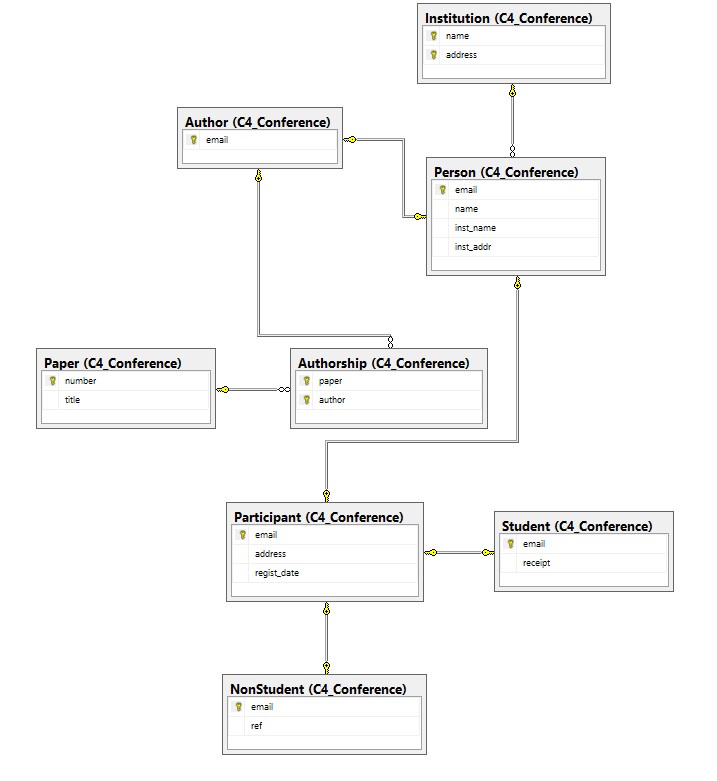 Institution (C4_Conference)
name
address
Author (C4_Conference)
email
Person (C4_Conference)
email
name
inst_name
inst_addr
Paper (C4_Conference)
number
title
Authorship (C4_Conference)
paper
author
Participant (C4_Conference)
email
address
regist_date
Student (C4_Conference)
email
receipt
NonStudent (C4_Conference)
email
ref